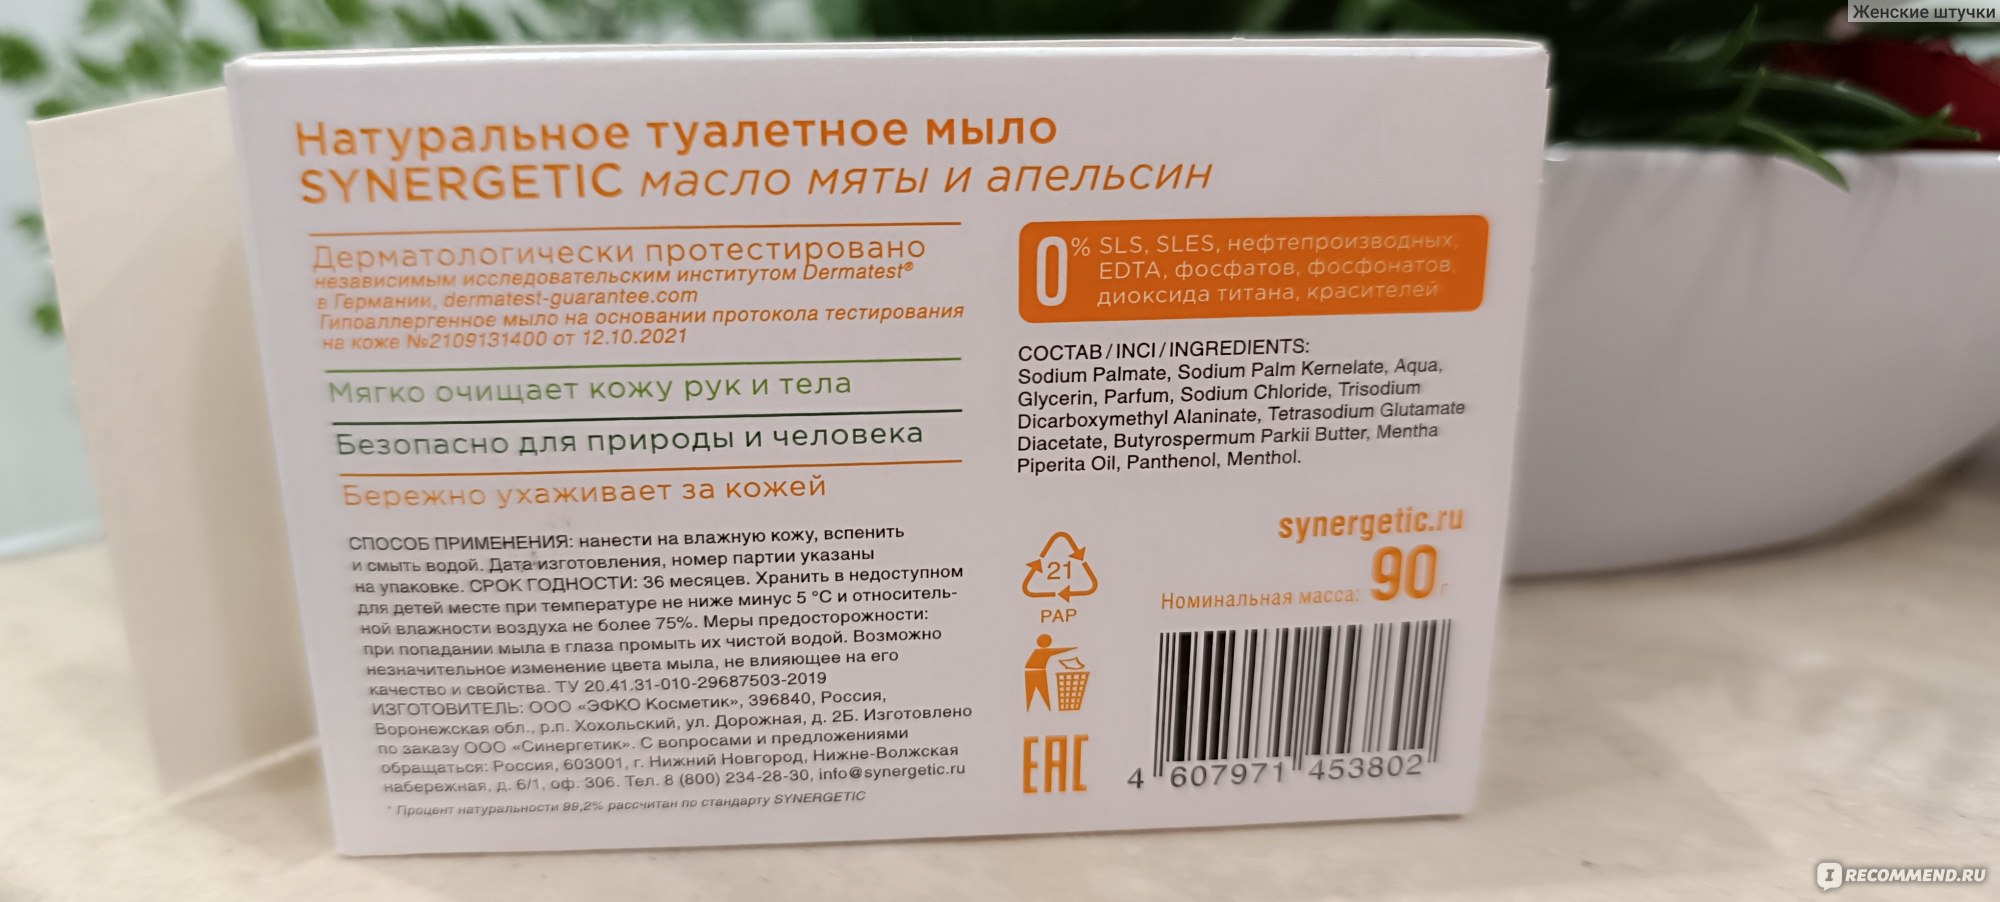 Женские штучки
Натуральное туалетное мыло
SYNERGETIC масло мяты и апельсин
Дерматологически протестировано
независимым исследовательским институтом Dermatest®
в Германии, dermatest-guarantee.com
Гипоаллергенное мыло на основании протокола тестирования
на коже №2109131400 от 12.10.2021
Мягко очищает кожу рук и тела
Безопасно для природы и человека
Бережно ухаживает за кожей
СПОСОБ ПРИМЕНЕНИЯ: нанести на влажную кожу, вспенить
и смыть водой. Дата изготовления, номер партии указаны
на упаковке. СРОК ГОДНОСТИ: 36 месяцев. Хранить в недоступном
для детей месте при температуре не ниже минус 5 °C и относитель-
ной влажности воздуха не более 75%. Меры предосторожности:
при попадании мыла в глаза промыть их чистой водой. Возможно
незначительное изменение цвета мыла, не влияющее на его
качество и свойства. ТУ 20.41.31-010-29687503-2019
ИЗГОТОВИТЕЛЬ: ООО «ЭФКО Косметик», 396840, Россия,
Воронежская обл., р.п. Хохольский, ул. Дорожная, д. 2Б. Изготовлено
по заказу ООО «Синергетик». С вопросами и предложениями
обращаться: Россия, 603001, г. Нижний Новгород, Нижне-Волжская
набережная, д. 6/1, оф. 306. Тел. 8 (800) 234-28-30, info@synergetic.ru
* Процент натуральности 99,2% рассчитан по стандарту SYNERGETIC
0% SLS, SLES, нефтепроизводных,
EDTA, фосфатов, фосфонатов,
диоксида титана, красителей
СОСТАВ/INCI/INGREDIENTS:
Sodium Palmate, Sodium Palm Kernelate, Aqua,
Glycerin, Parfum, Sodium Chloride, Trisodium
Dicarboxymethyl Alaninate, Tetrasodium Glutamate
Diacetate, Butyrospermum Parkii Butter, Mentha
Piperita Oil, Panthenol, Menthol.
synergetic.ru
Номинальная масса: 90 г
21
PAP
EAC
4 607971 453802
I RECOMMEND.RU